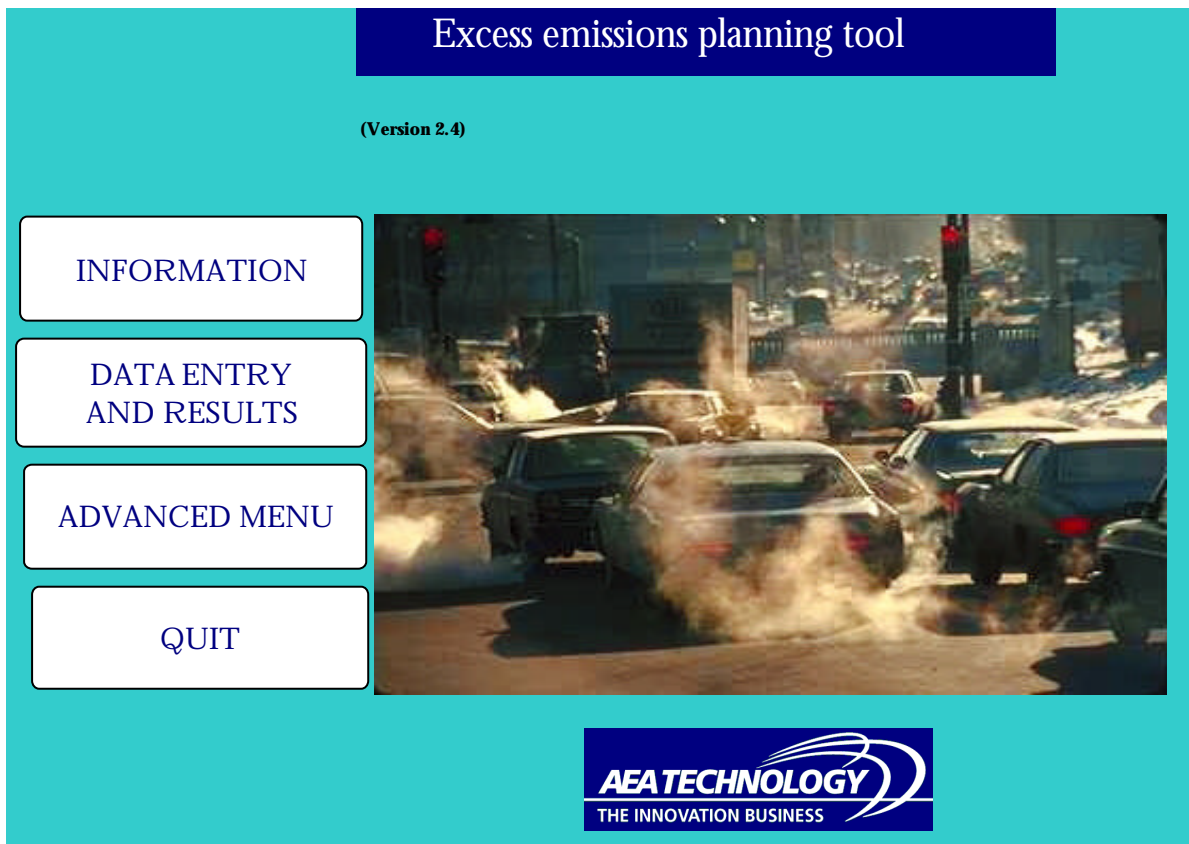 Excess emissions planning tool
(Version 2.4)
INFORMATION
DATA ENTRY
AND RESULTS
ADVANCED MENU
QUIT
AEA TECHNOLOGY
THE INNOVATION BUSINESS